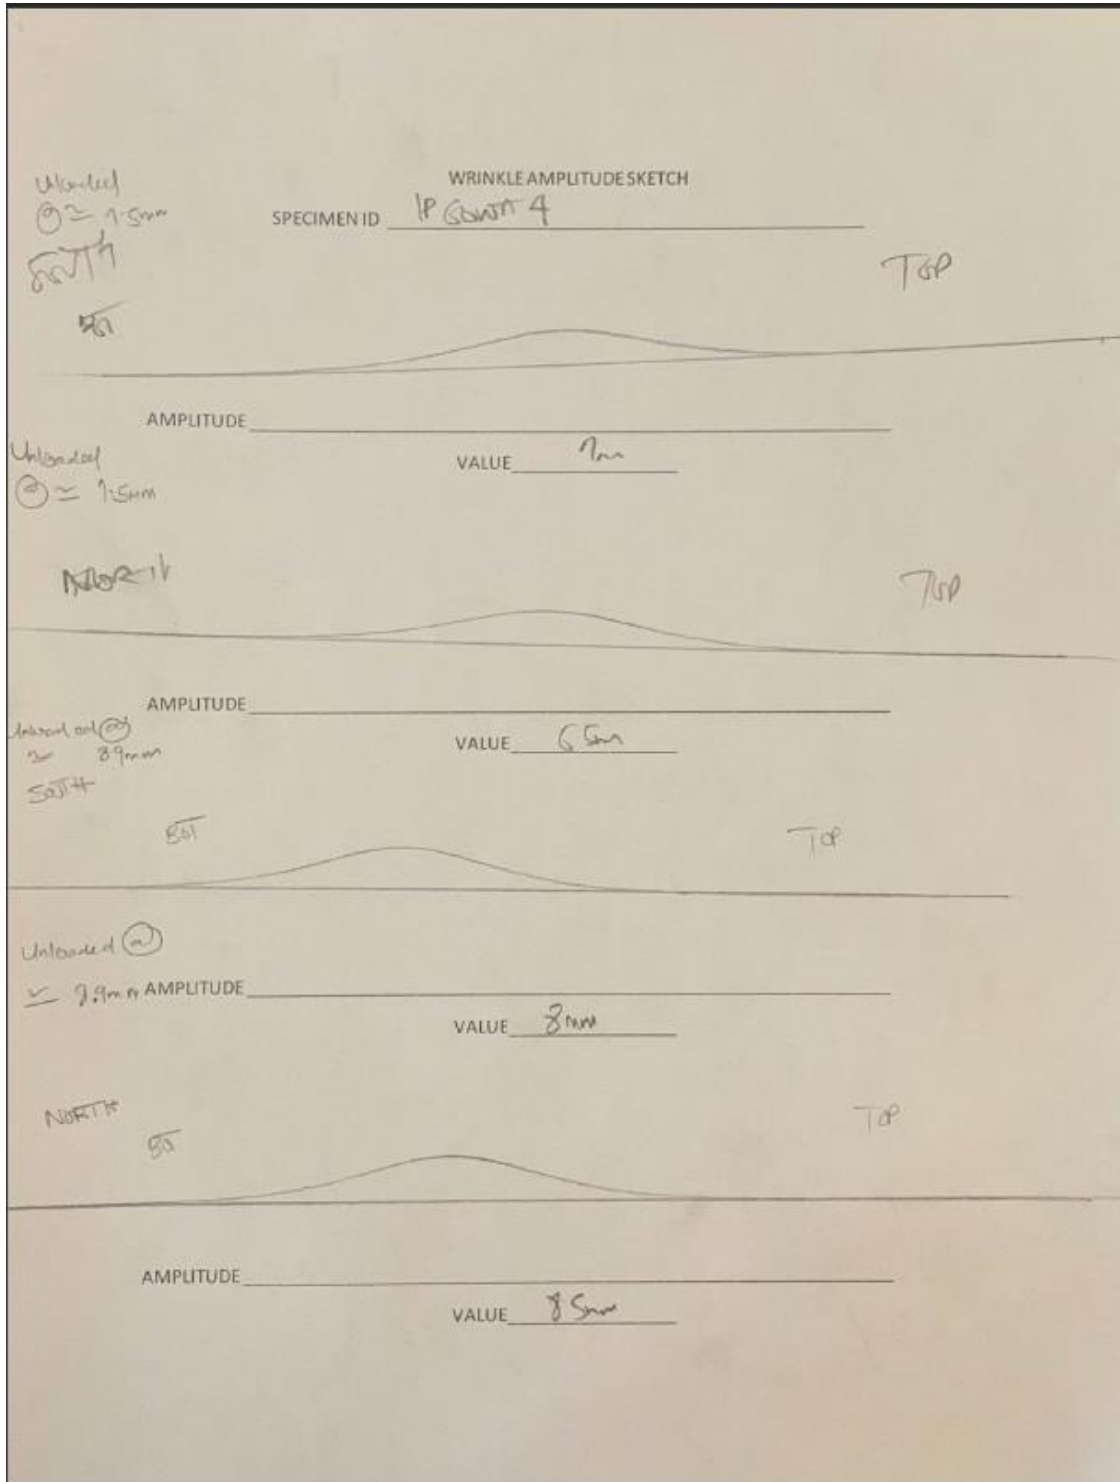 WRINKLE AMPLITUDE SKETCH
Unloaded
@ ≃ 7.5mm
SPECIMEN ID IP 4
SOUTH
TOP
BOT
AMPLITUDE
VALUE 7mm
Unloaded
@ ≃ 7.5mm
NORTH
TOP
AMPLITUDE
VALUE 6.5mm
@
≃ 8.9mm
SOUTH
BOT
TOP
Unloaded @
≃ AMPLITUDE
VALUE 8mm
NORTH
TOP
BOT
AMPLITUDE
VALUE 8.5mm